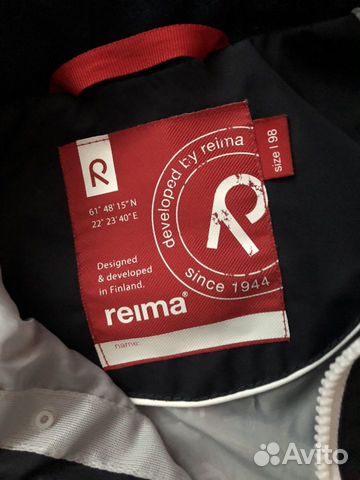 R
61° 48' 15" N
22° 23' 40" E
Designed
& developed
in Finland.
reima®
name:
developed by reima
R
since 1944
size | 98
Avito